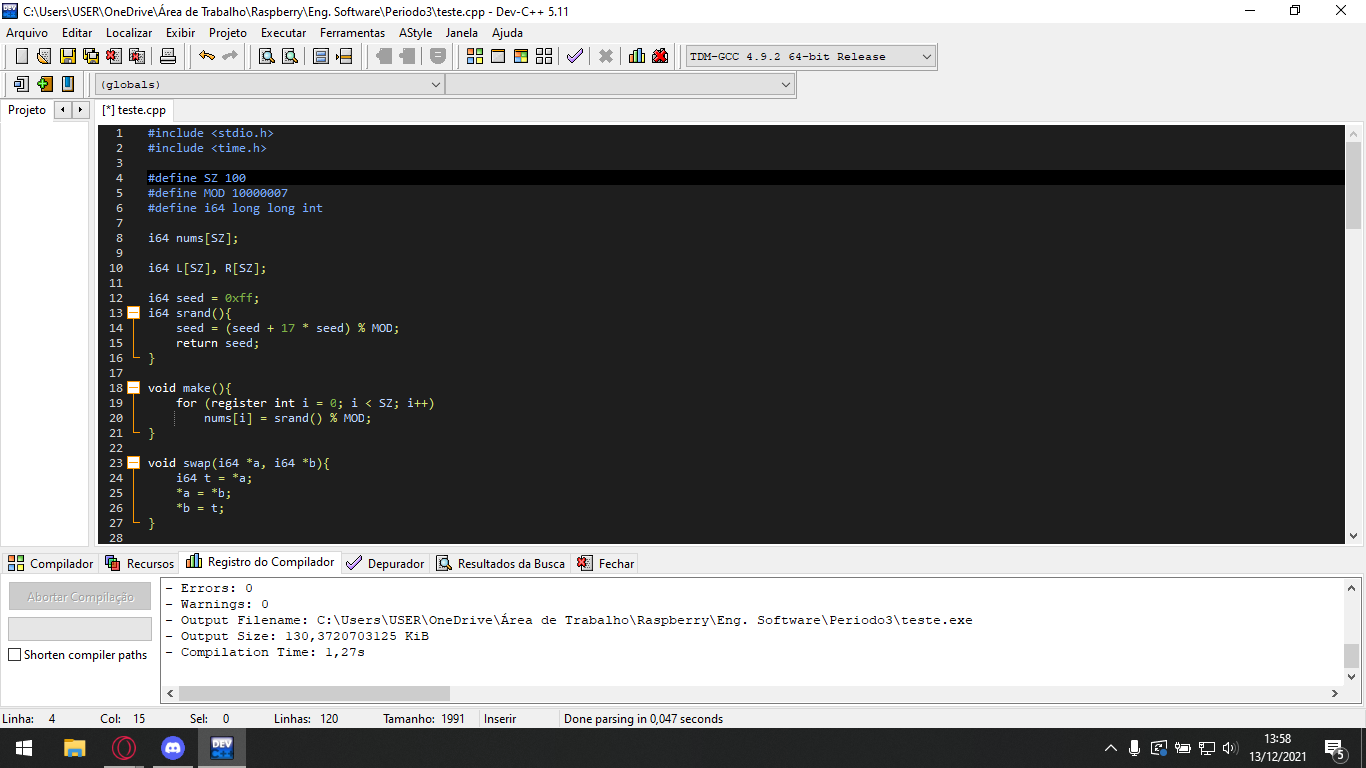 C:\Users\USER\OneDrive\Área de Trabalho\Raspberry\Eng. Software\Periodo3\teste.cpp - Dev-C++ 5.11
Arquivo Editar Localizar Exibir Projeto Executar Ferramentas AStyle Janela Ajuda
TDM-GCC 4.9.2 64-bit Release
(globals)
Projeto
[*] teste.cpp
1 #include <stdio.h>
2 #include <time.h>
3
4 #define SZ 100
5 #define MOD 10000007
6 #define i64 long long int
7
8 i64 nums[SZ];
9
10 i64 L[SZ], R[SZ];
11
12 i64 seed = 0xff;
13 i64 srand(){
14 seed = (seed + 17 * seed) % MOD;
15 return seed;
16 }
17
18 void make(){
19 for (register int i = 0; i < SZ; i++)
20 nums[i] = srand() % MOD;
21 }
22
23 void swap(i64 *a, i64 *b){
24 i64 t = *a;
25 *a = *b;
26 *b = t;
27 }
28
Compilador Recursos Registro do Compilador Depurador Resultados da Busca Fechar
Abortar Compilação
Shorten compiler paths
- Errors: 0
- Warnings: 0
- Output Filename: C:\Users\USER\OneDrive\Área de Trabalho\Raspberry\Eng. Software\Periodo3\teste.exe
- Output Size: 130,3720703125 KiB
- Compilation Time: 1,27s
Linha: 4 Col: 15 Sel: 0 Linhas: 120 Tamanho: 1991 Inserir Done parsing in 0,047 seconds
DEV
13:58
13/12/2021
5